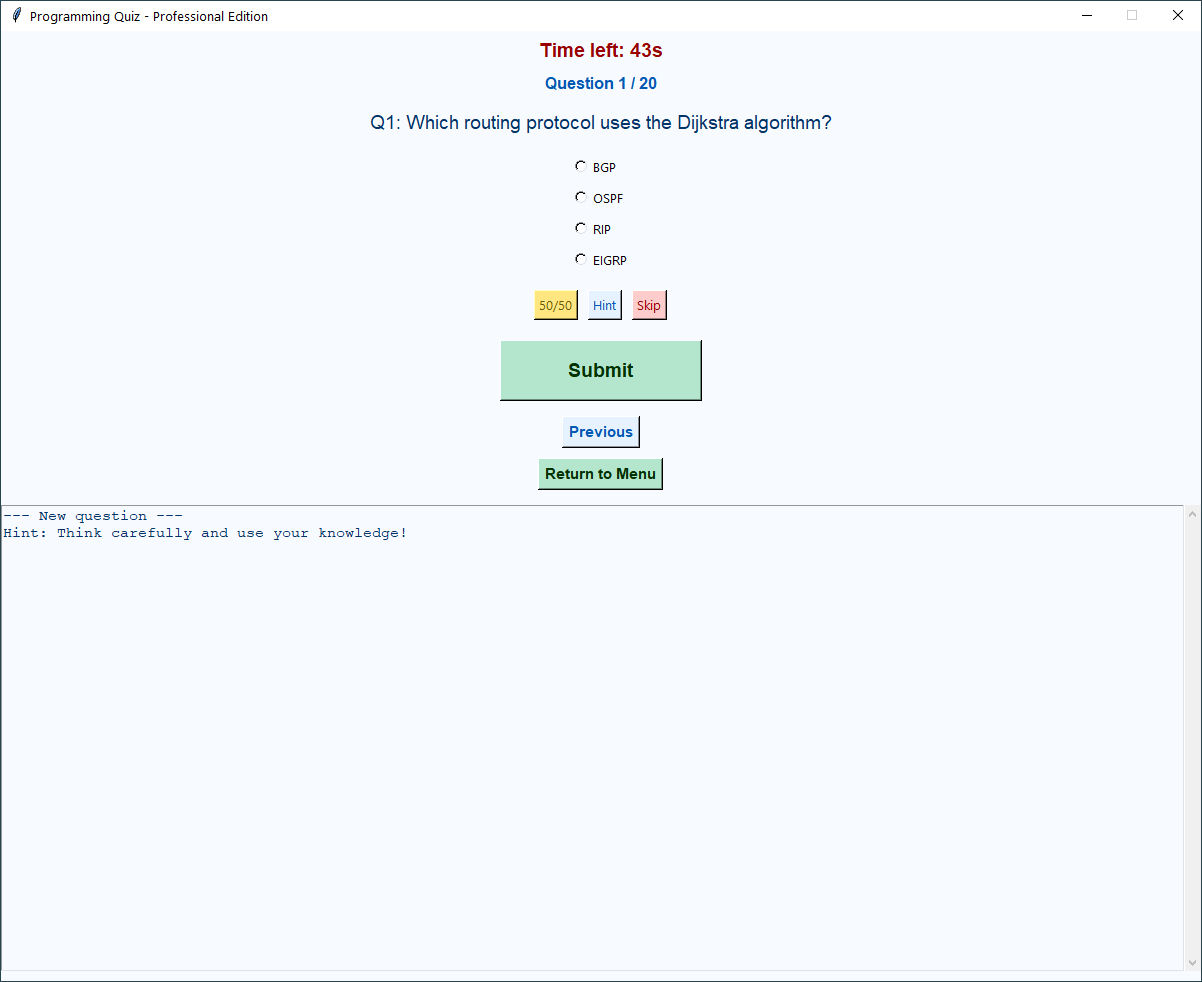 Programming Quiz - Professional Edition
Time left: 43s
Question 1 / 20
Q1: Which routing protocol uses the Dijkstra algorithm?
BGP
OSPF
RIP
EIGRP
50/50 Hint Skip
Submit
Previous
Return to Menu
--- New question ---
Hint: Think carefully and use your knowledge!